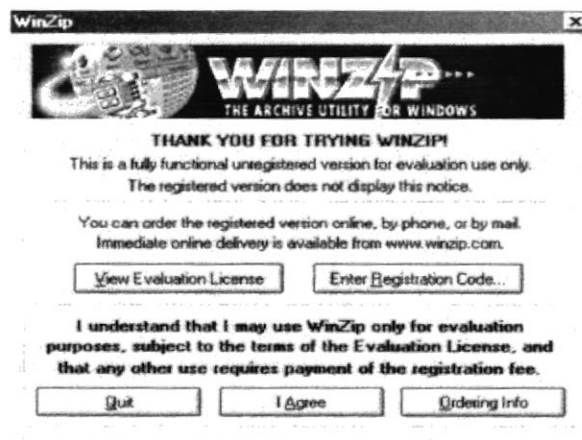 WinZip
WINZIP
THE ARCHIVE UTILITY FOR WINDOWS
THANK YOU FOR TRYING WINZIP!
This is a fully functional unregistered version for evaluation use only.
The registered version does not display this notice.
You can order the registered version online, by phone, or by mail.
Immediate online delivery is available from www.winzip.com.
View Evaluation License Enter Registration Code...
I understand that I may use WinZip only for evaluation
purposes, subject to the terms of the Evaluation License, and
that any other use requires payment of the registration fee.
Quit I Agree Ordering Info